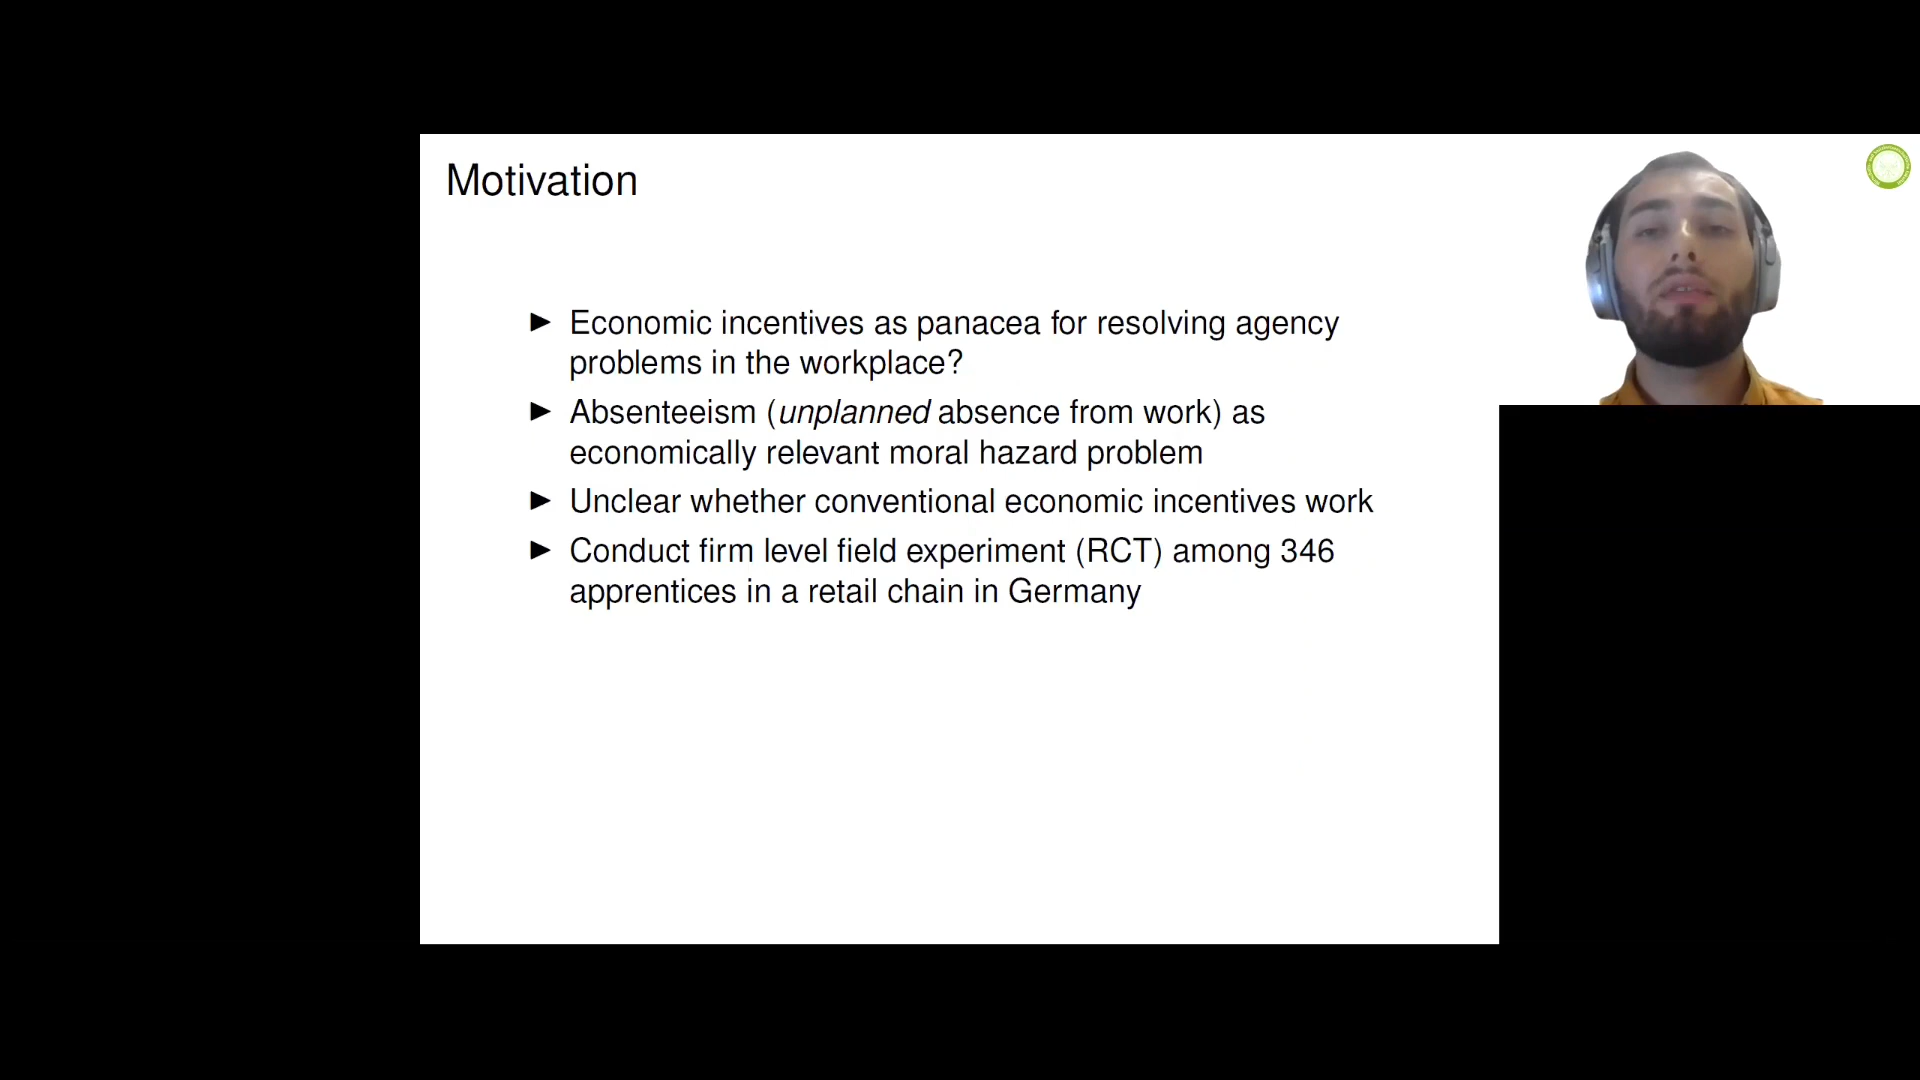 Motivation
▶ Economic incentives as panacea for resolving agency
problems in the workplace?
▶ Absenteeism (unplanned absence from work) as
economically relevant moral hazard problem
▶ Unclear whether conventional economic incentives work
▶ Conduct firm level field experiment (RCT) among 346
apprentices in a retail chain in Germany